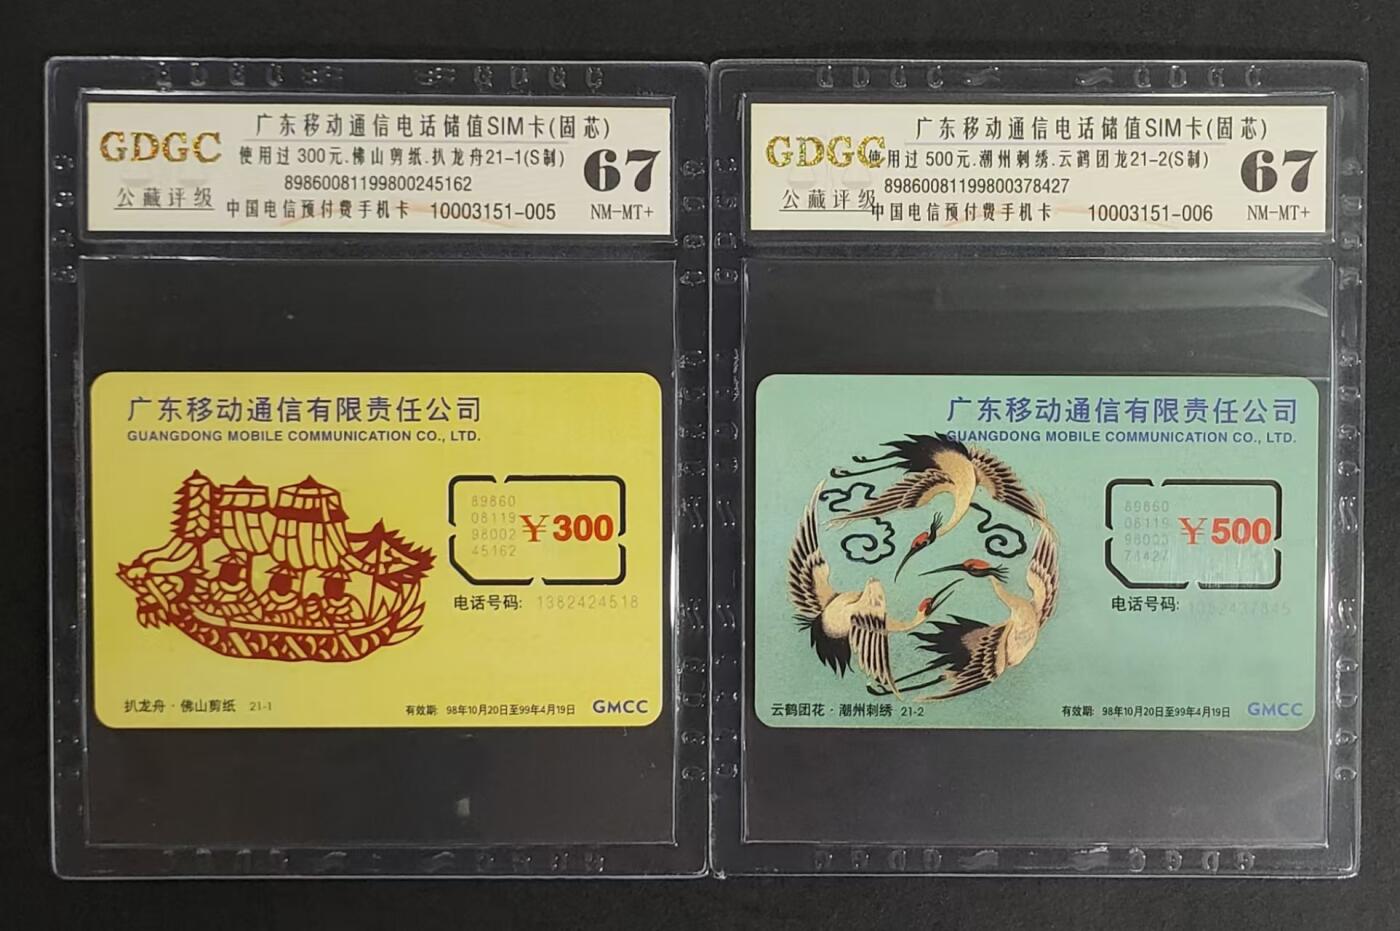 GDGC
公藏评级
广东移动通信电话储值SIM卡(固芯)
使用过 300元.佛山剪纸.扒龙舟21-1(S制)
89860081199800245162
中国电信预付费手机卡 10003151-005
67
NM-MT+
广东移动通信有限责任公司
GUANGDONG MOBILE COMMUNICATION CO., LTD.
89860
08119
98002
45162
￥300
电话号码: 1382424518
扒龙舟·佛山剪纸 21-1
有效期: 98年10月20日至99年4月19日 GMCC
GDGC
公藏评级
广东移动通信电话储值SIM卡(固芯)
使用过 500元.潮州刺绣.云鹤团龙21-2(S制)
89860081199800378427
中国电信预付费手机卡 10003151-006
67
NM-MT+
广东移动通信有限责任公司
GUANGDONG MOBILE COMMUNICATION CO., LTD.
89860
08119
￥500
电话号码:
云鹤团花·潮州刺绣 21-2
有效期: 98年10月20日至99年4月19日 GMCC